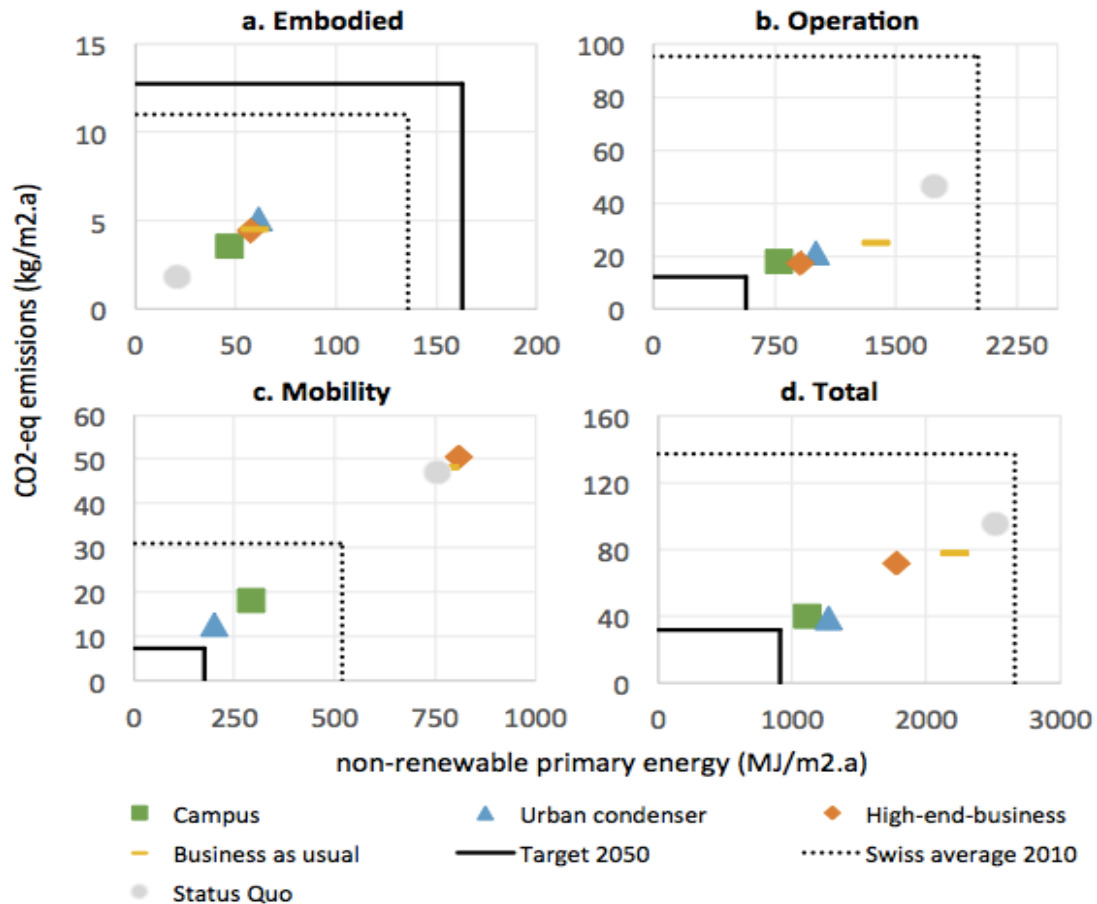 a. Embodied
b. Operation
15
10
5
0
0 50 100 150 200
100
80
60
40
20
0
0 750 1500 2250
CO2-eq emissions (kg/m2.a)
c. Mobility
d. Total
60
50
40
30
20
10
0
0 250 500 750 1000
160
120
80
40
0
0 1000 2000 3000
non-renewable primary energy (MJ/m2.a)
Campus
Urban condenser
High-end-business
Business as usual
Target 2050
Swiss average 2010
Status Quo